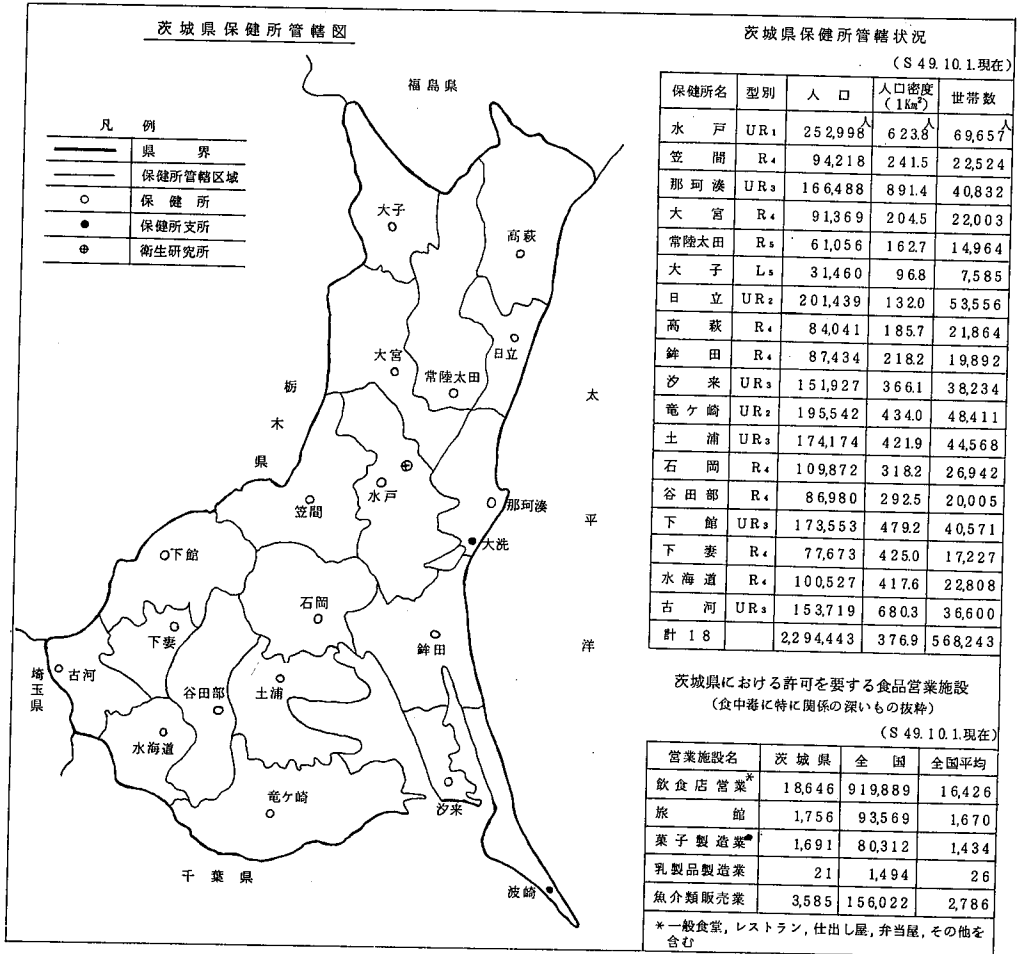 茨城県保健所管轄図
凡　例
県　界
保健所管轄区域
保健所
保健所支所
衛生研究所
福島県
大子
高萩
日立
大宮
常陸太田
栃木県
太平洋
水戸
笠間
那珂湊
大洗
下館
石岡
下妻
鉾田
古河
埼玉県
谷田部
土浦
水海道
竜ケ崎
汐来
千葉県
波崎
茨城県保健所管轄状況
(S 49.10.1.現在)
保健所名 型別 人口 人口密度(1Km²) 世帯数
水戸 UR1 252,998人 623.8人 69,657
笠間 R4 94,218 241.5 22,524
那珂湊 UR3 166,488 891.4 40,832
大宮 R4 91,369 204.5 22,003
常陸太田 R5 61,056 162.7 14,964
大子 L5 31,460 96.8 7,585
日立 UR2 201,439 132.0 53,556
高萩 R4 84,041 185.7 21,864
鉾田 R4 87,434 218.2 19,892
汐来 UR3 151,927 366.1 38,234
竜ケ崎 UR2 195,542 434.0 48,411
土浦 UR3 174,174 421.9 44,568
石岡 R4 109,872 318.2 26,942
谷田部 R4 86,980 292.5 20,005
下館 UR3 173,553 479.2 40,571
下妻 R4 77,673 425.0 17,227
水海道 R4 100,527 417.6 22,808
古河 UR3 153,719 680.3 36,600
計 18 2,294,443 376.9 568,243
茨城県における許可を要する食品営業施設
(食中毒に特に関係の深いもの抜粋)
(S 49.10.1.現在)
営業施設名 茨城県 全国 全国平均
飲食店営業* 18,646 919,889 16,426
旅館 1,756 93,569 1,670
菓子製造業 1,691 80,312 1,434
乳製品製造業 21 1,494 26
魚介類販売業 3,585 156,022 2,786
*一般食堂,レストラン,仕出し屋,弁当屋,その他を
含む